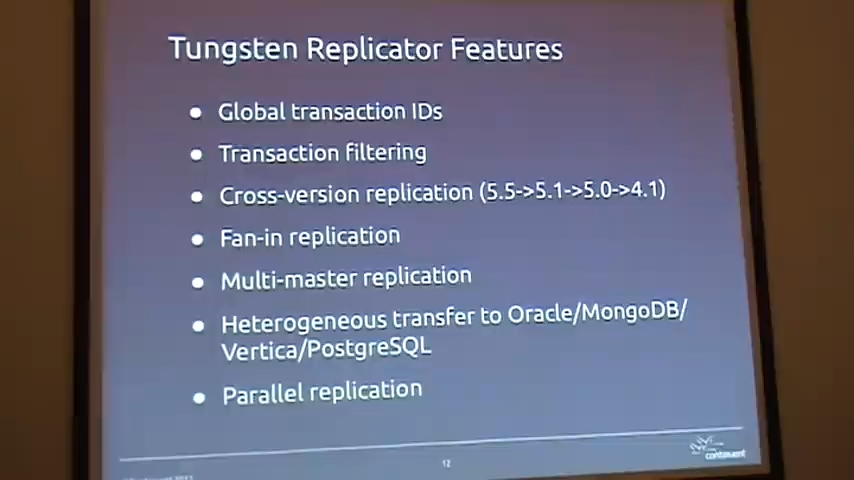 Tungsten Replicator Features
● Global transaction IDs
● Transaction filtering
● Cross-version replication (5.5->5.1->5.0->4.1)
● Fan-in replication
● Multi-master replication
● Heterogeneous transfer to Oracle/MongoDB/
Vertica/PostgreSQL
● Parallel replication
12
continuent